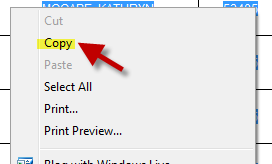 Cut
Copy
Paste
Select All
Print...
Print Preview...